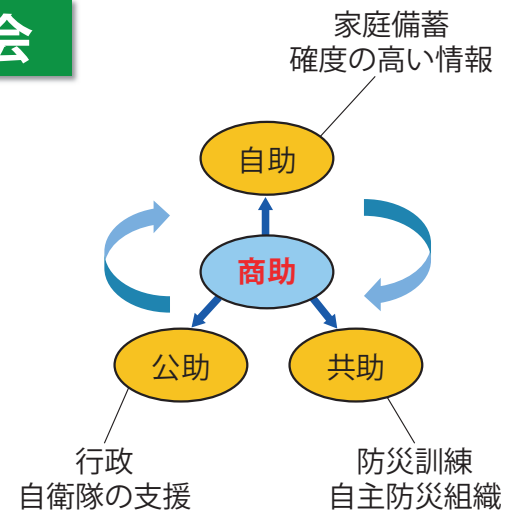 会
家庭備蓄
確度の高い情報
自助
商助
公助
共助
行政
自衛隊の支援
防災訓練
自主防災組織